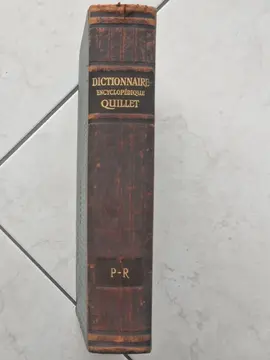 DICTIONNAIRE
ENCYCLOPÉDIQUE
QUILLET
P-R